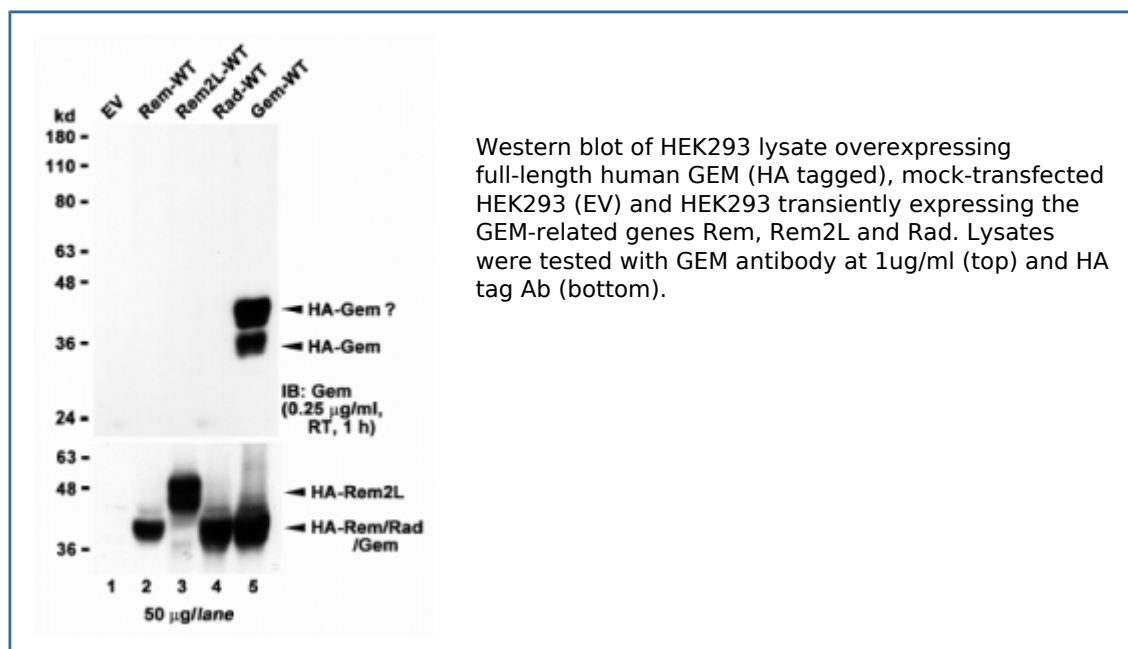 EV
Rem-WT
Rem2L-WT
Rad-WT
Gem-WT
kd
180 -
110 -
80 -
63 -
48 -
36 -
24 -
HA-Gem ?
HA-Gem
IB: Gem
(0.25 µg/ml,
RT, 1 h)
63 -
48 -
36 -
HA-Rem2L
HA-Rem/Rad
/Gem
1 2 3 4 5
50 µg/lane
Western blot of HEK293 lysate overexpressing
full-length human GEM (HA tagged), mock-transfected
HEK293 (EV) and HEK293 transiently expressing the
GEM-related genes Rem, Rem2L and Rad. Lysates
were tested with GEM antibody at 1ug/ml (top) and HA
tag Ab (bottom).